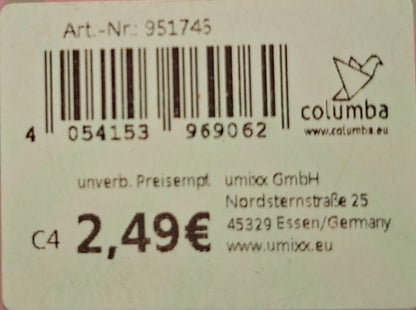 Art.-Nr.: 951746
columba
www.columba.eu
4 054153 969062
unverb. Preisempf.
C4 2,49€
umixx GmbH
Nordsternstraße 25
45329 Essen/Germany
www.umixx.eu